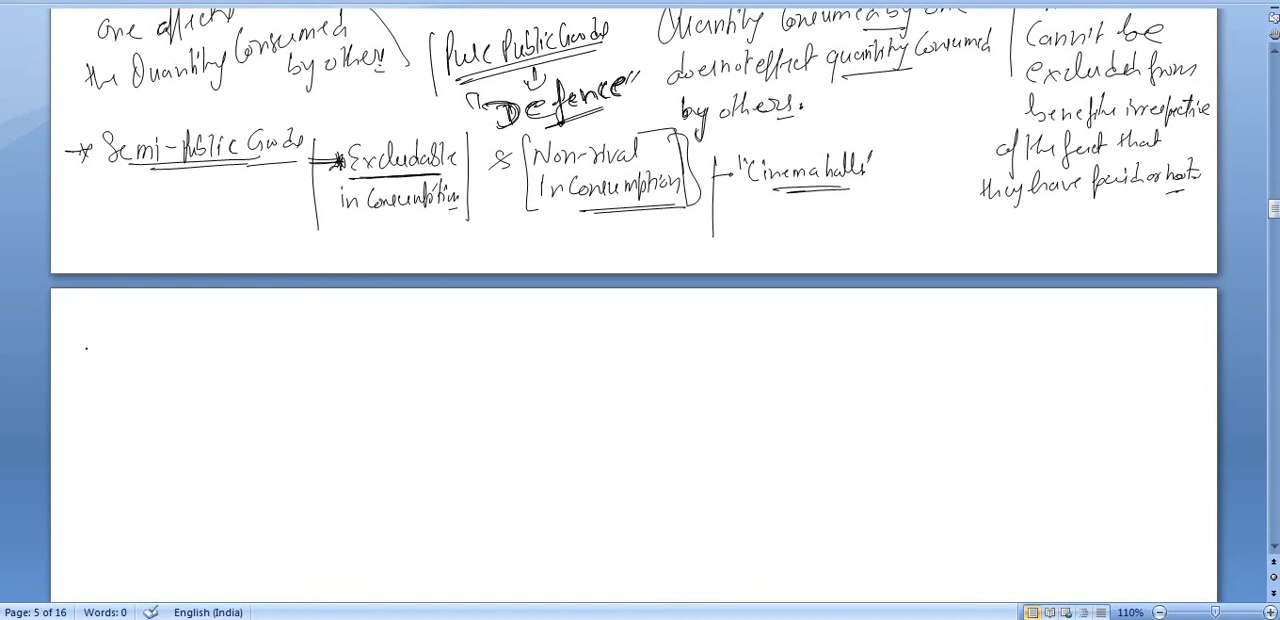 one affects
the Quantity Consumed
by others
Pure Public Goods
"Defence"
Quantity Consumed by one
does not effect quantity Consumed
by others.
Cannot be
excluded from
benefits irrespective
of the fact that
they have paid or not
→* Semi-Public Goods
Excludable
in Consumption
&
Non-rival
In Consumption
"Cinema halls"
Page: 5 of 16
Words: 0
English (India)
110%